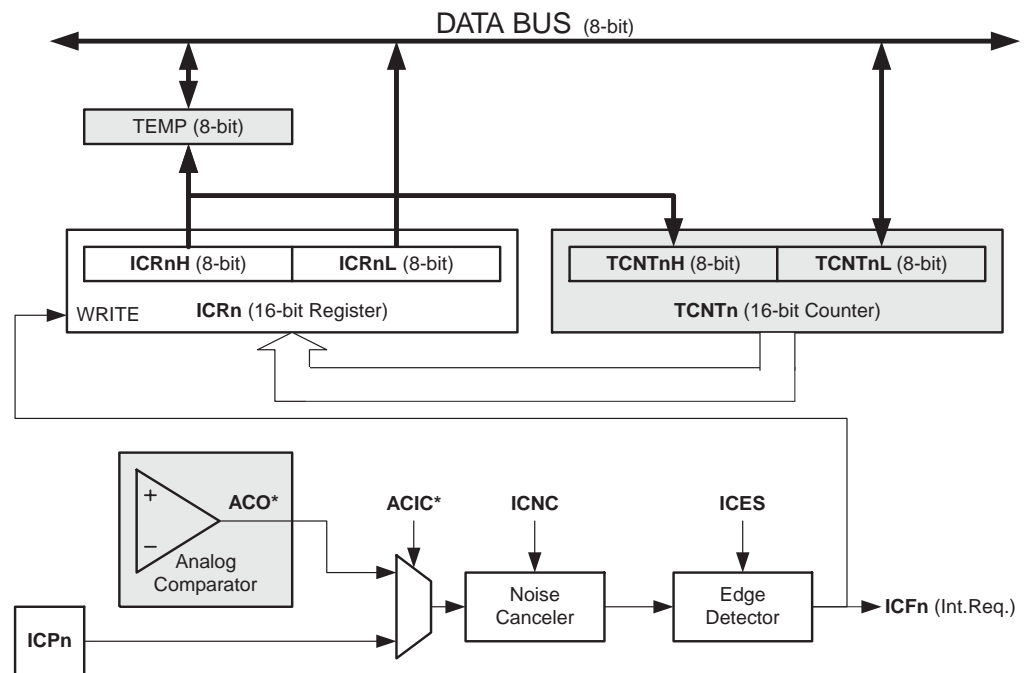 DATA BUS (8-bit)
TEMP (8-bit)
ICRnH (8-bit)
ICRnL (8-bit)
TCNTnH (8-bit)
TCNTnL (8-bit)
WRITE
ICRn (16-bit Register)
TCNTn (16-bit Counter)
+
−
ACO*
Analog
Comparator
ACIC*
ICNC
ICES
Noise
Canceler
Edge
Detector
ICFn (Int.Req.)
ICPn